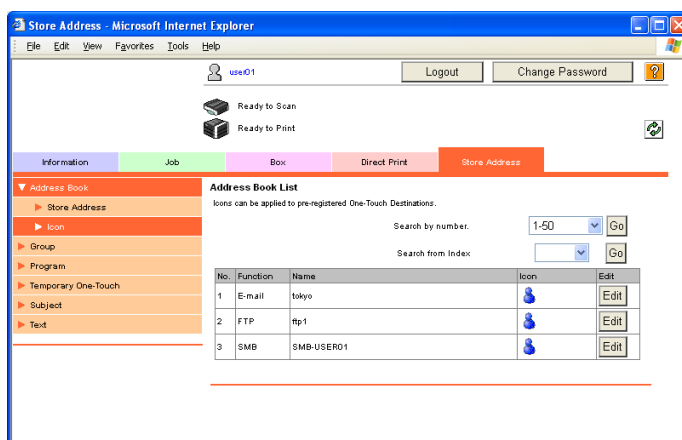 Store Address - Microsoft Internet Explorer
File Edit View Favorites Tools Help
user01 Logout Change Password ?
Ready to Scan
Ready to Print
Information Job Box Direct Print Store Address
Address Book
Store Address
Icon
Group
Program
Temporary One-Touch
Subject
Text
Address Book List
Icons can be applied to pre-registered One-Touch Destinations.
Search by number. 1-50 Go
Search from Index Go
No. Function Name Icon Edit
1 E-mail tokyo Edit
2 FTP ftp1 Edit
3 SMB SMB-USER01 Edit